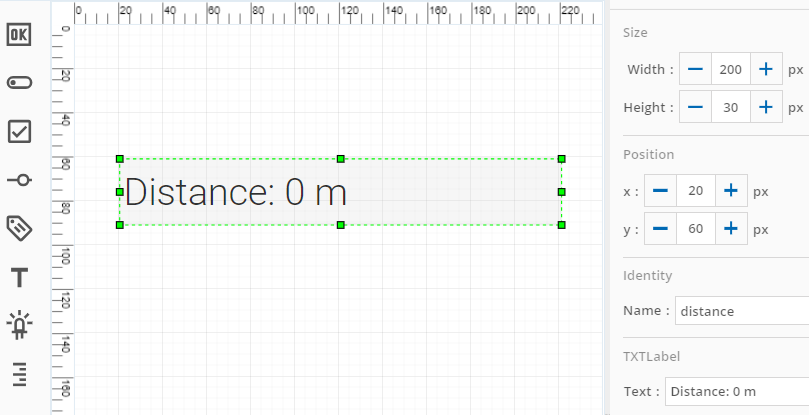 0 20 40 60 80 100 120 140 160 180 200 220
0
20
40
60
80
100
120
140
160
OK
T
Distance: 0 m
Size
Width : 200 px
Height : 30 px
Position
x : 20 px
y : 60 px
Identity
Name : distance
TXTLabel
Text : Distance: 0 m